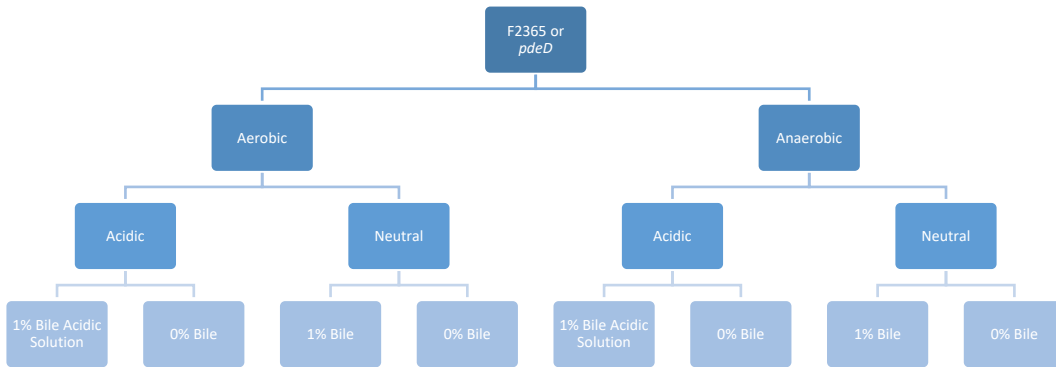 F2365 or
pdeD
Aerobic
Anaerobic
Acidic
Neutral
Acidic
Neutral
1% Bile Acidic
Solution
0% Bile
1% Bile
0% Bile
1% Bile Acidic
Solution
0% Bile
1% Bile
0% Bile